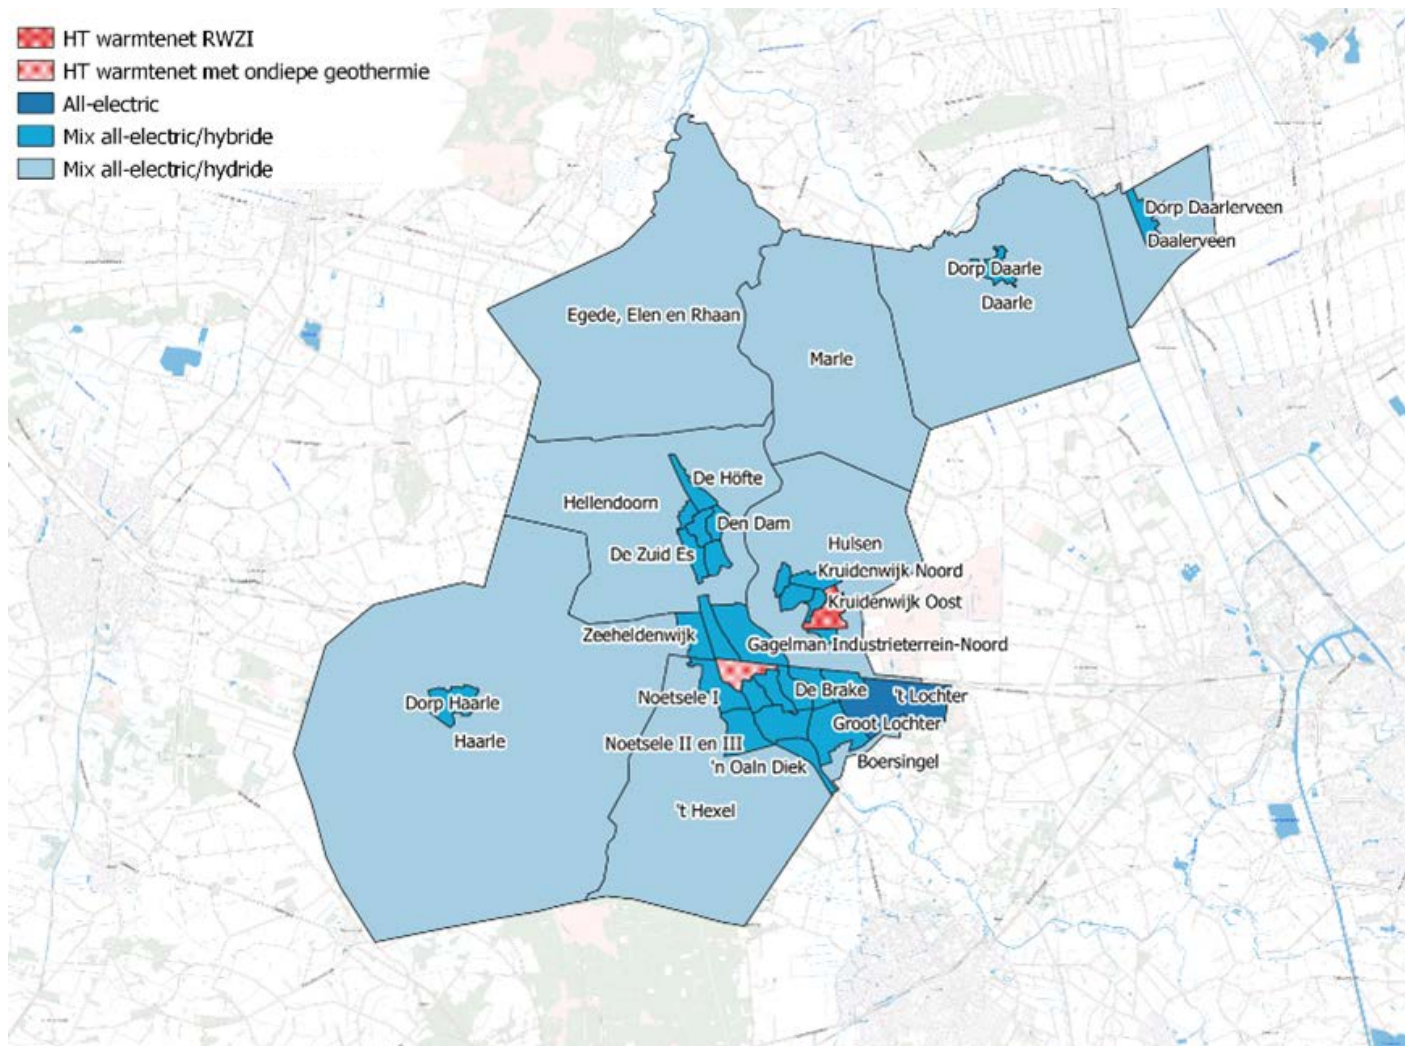 HT warmtenet RWZI
HT warmtenet met ondiepe geothermie
All-electric
Mix all-electric/hybride
Mix all-electric/hydride
Dorp Daarlerveen
Daalerveen
Dorp Daarle
Daarle
Egede, Elen en Rhaan
Marle
De Höfte
Hellendoorn
Den Dam
De Zuid Es
Hulsen
Kruidenwijk Noord
Kruidenwijk Oost
Zeeheldenwijk
Gagelman Industrieterrein-Noord
De Brake
't Lochter
Noetsele I
Dorp Haarle
Groot Lochter
Haarle
Noetsele II en III
Boersingel
'n Oaln Diek
't Hexel